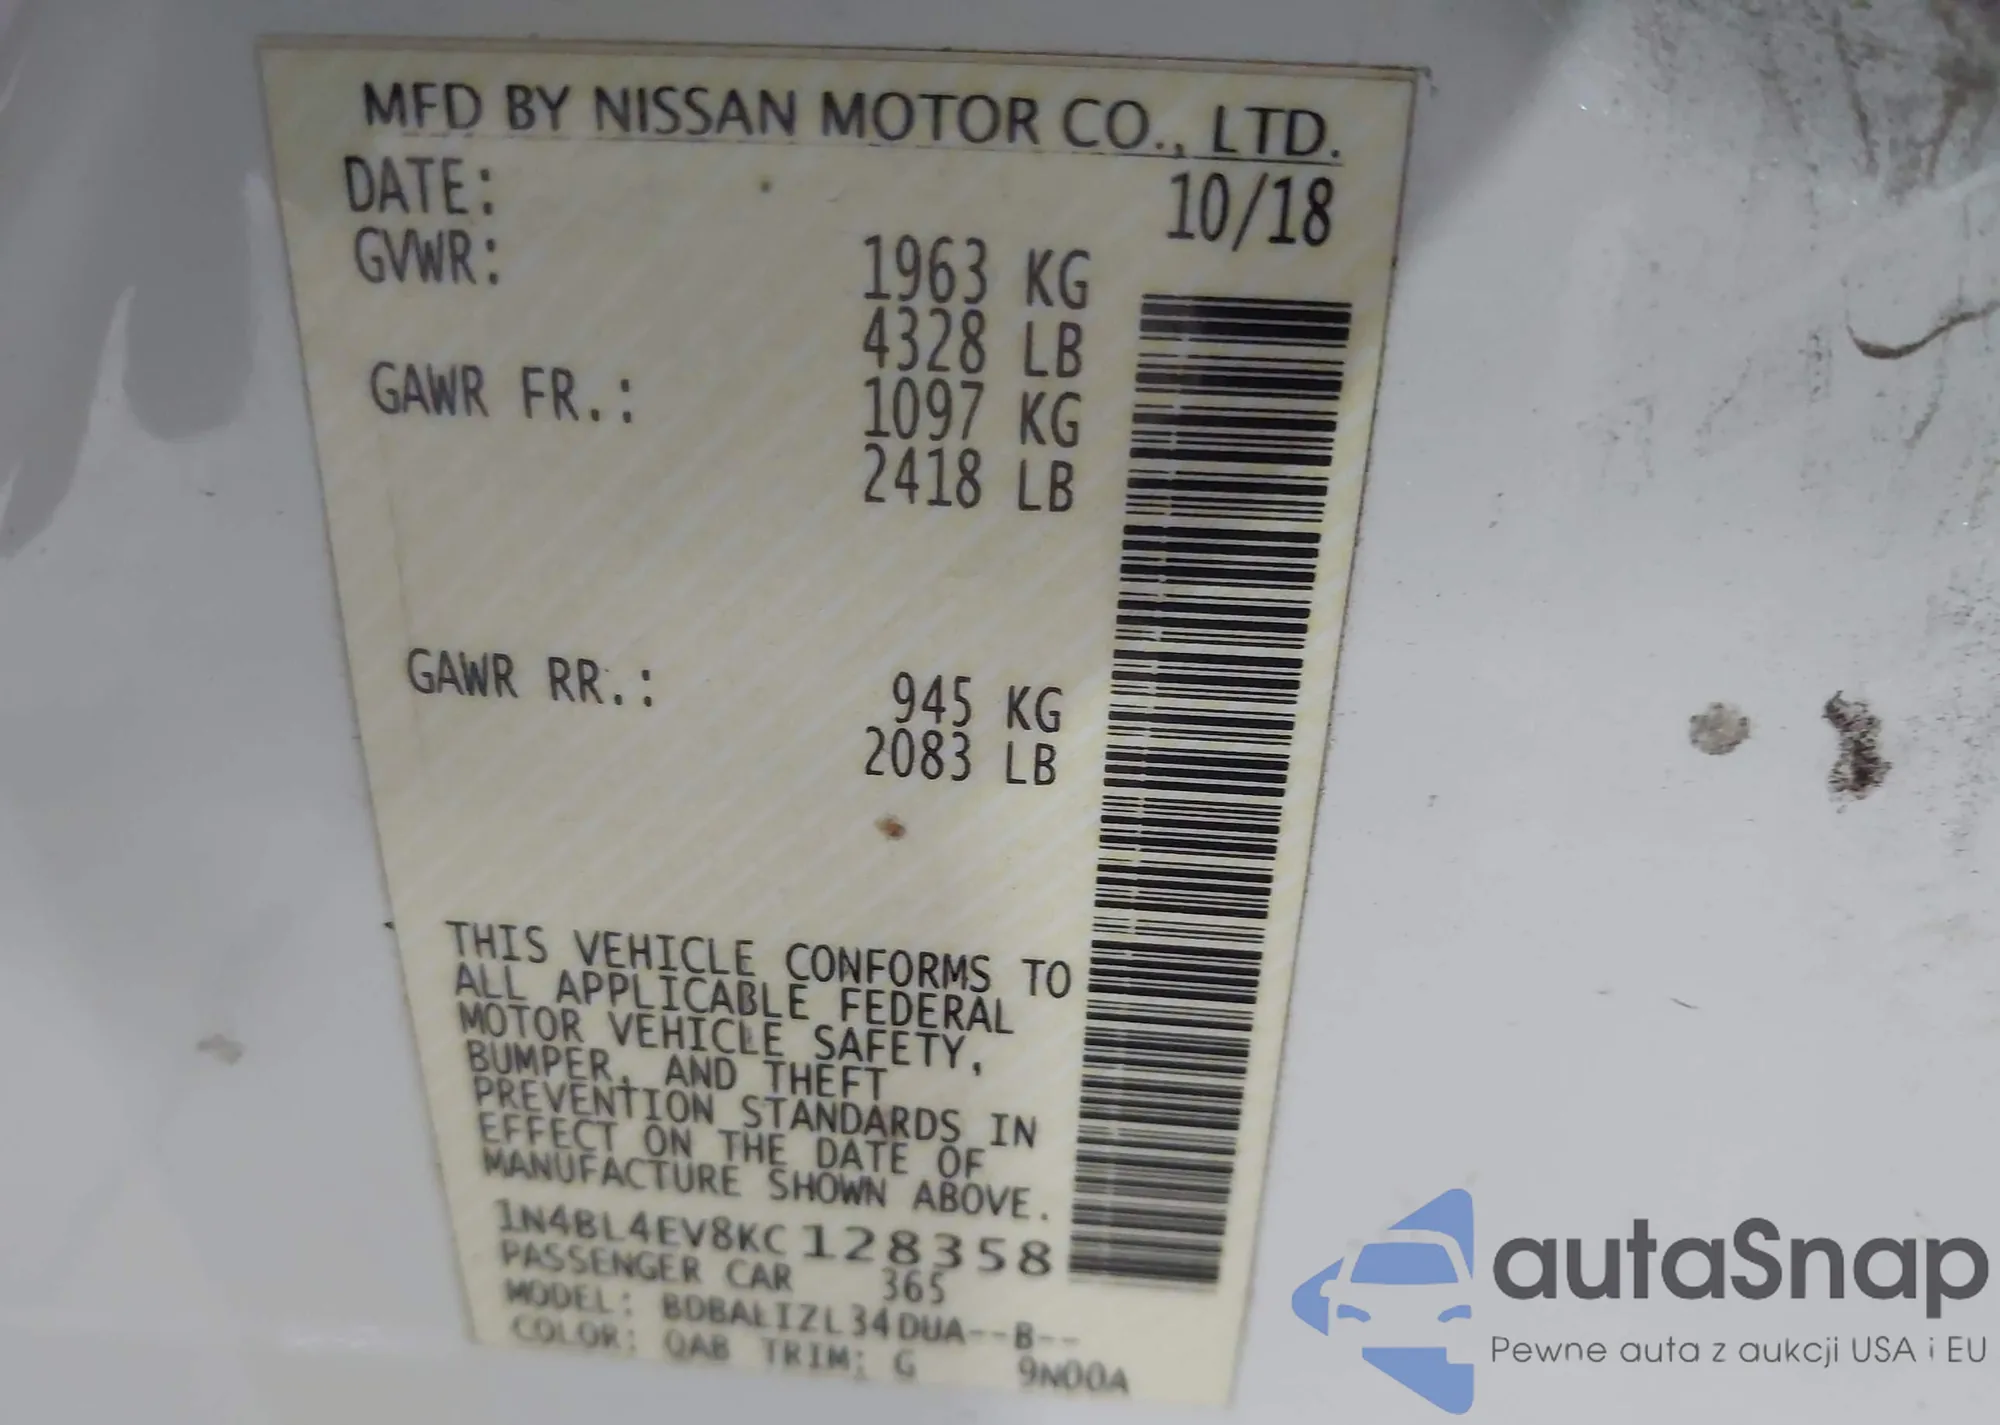 MFD BY NISSAN MOTOR CO., LTD.
DATE: 10/18
GVWR: 1963 KG
4328 LB
GAWR FR.: 1097 KG
2418 LB
GAWR RR.: 945 KG
2083 LB
THIS VEHICLE CONFORMS TO
ALL APPLICABLE FEDERAL
MOTOR VEHICLE SAFETY,
BUMPER, AND THEFT
PREVENTION STANDARDS IN
EFFECT ON THE DATE OF
MANUFACTURE SHOWN ABOVE.
1N4BL4EV8KC128358
PASSENGER CAR 365
MODEL: BDBALIZL34DUA--B--
COLOR: QAB TRIM: G 9N00A
autaSnap
Pewne auta z aukcji USA i EU